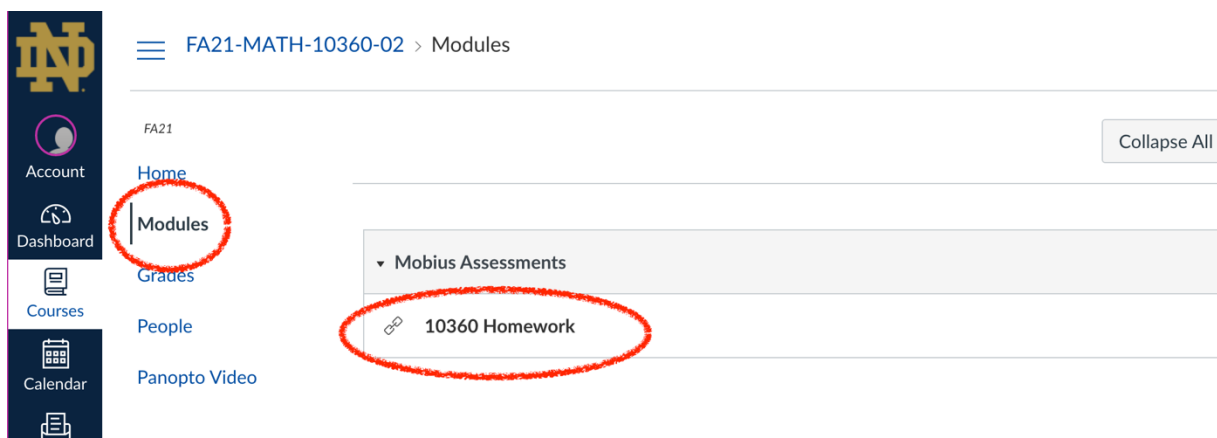 ND
FA21-MATH-10360-02 > Modules
FA21
Collapse All
Account
Home
Modules
Dashboard
Mobius Assessments
Grades
Courses
People
10360 Homework
Calendar
Panopto Video